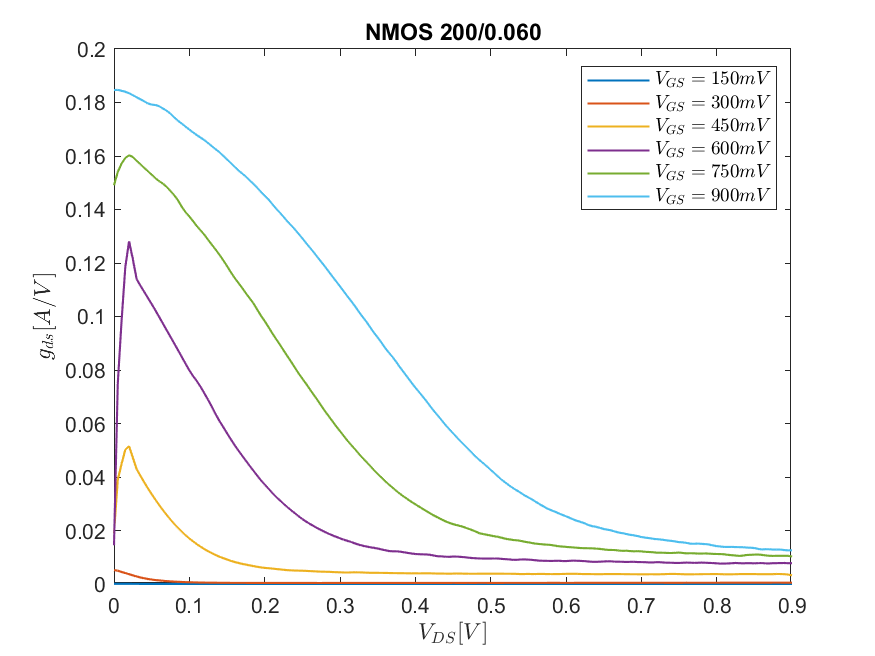 NMOS 200/0.060
0.2
0.18
0.16
0.14
0.12
0.1
0.08
0.06
0.04
0.02
0
g_{ds}[A/V]
V_{GS} = 150mV
V_{GS} = 300mV
V_{GS} = 450mV
V_{GS} = 600mV
V_{GS} = 750mV
V_{GS} = 900mV
0 0.1 0.2 0.3 0.4 0.5 0.6 0.7 0.8 0.9
V_{DS}[V]